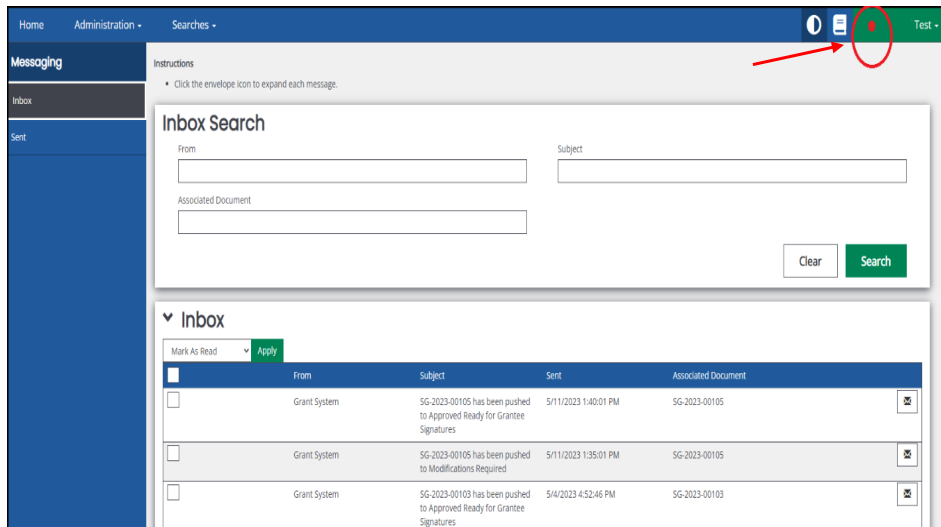 Home Administration Searches Test
Messaging
Inbox
Sent
Instructions
• Click the envelope icon to expand each message.
Inbox Search
From Subject
Associated Document
Clear Search
Inbox
Mark As Read Apply
From Subject Sent Associated Document
Grant System SG-2023-00105 has been pushed 5/11/2023 1:40:01 PM SG-2023-00105
to Approved Ready for Grantee
Signatures
Grant System SG-2023-00105 has been pushed 5/11/2023 1:35:01 PM SG-2023-00105
to Modifications Required
Grant System SG-2023-00103 has been pushed 5/4/2023 4:52:46 PM SG-2023-00103
to Approved Ready for Grantee
Signatures